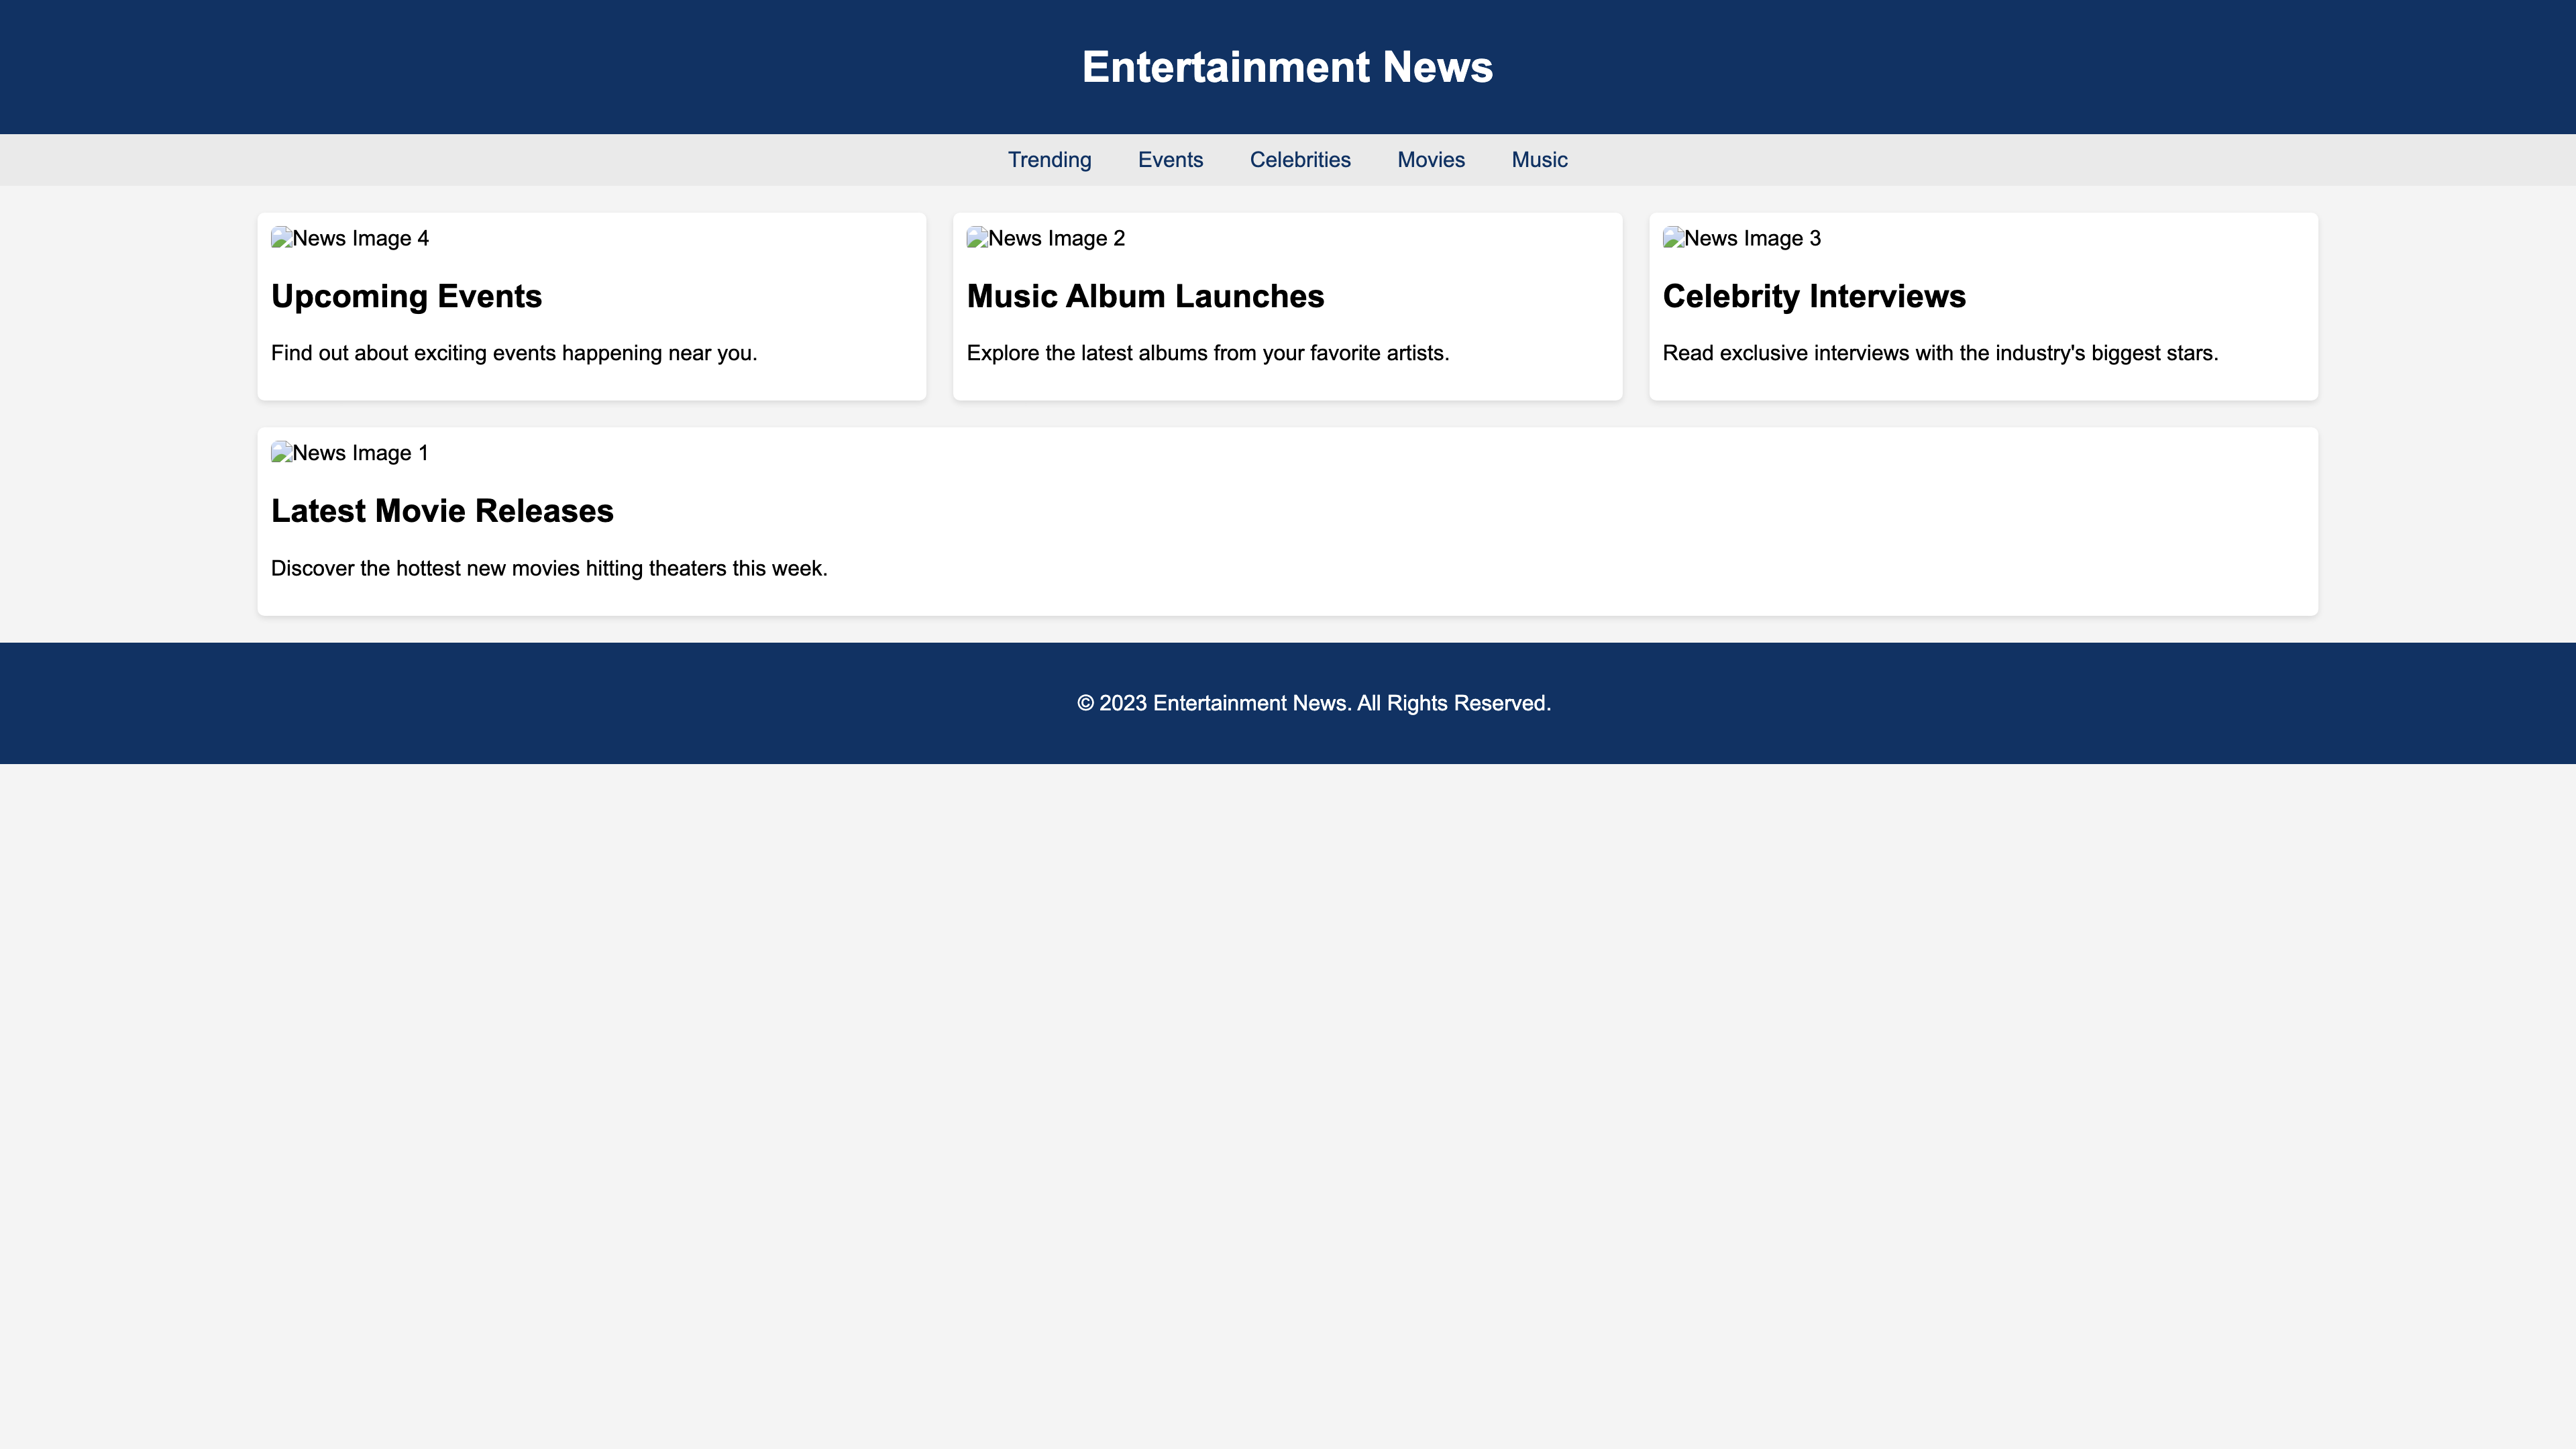 Entertainment News
Trending Events Celebrities Movies Music
News Image 4
Upcoming Events
Find out about exciting events happening near you.
News Image 2
Music Album Launches
Explore the latest albums from your favorite artists.
News Image 3
Celebrity Interviews
Read exclusive interviews with the industry's biggest stars.
News Image 1
Latest Movie Releases
Discover the hottest new movies hitting theaters this week.
© 2023 Entertainment News. All Rights Reserved.